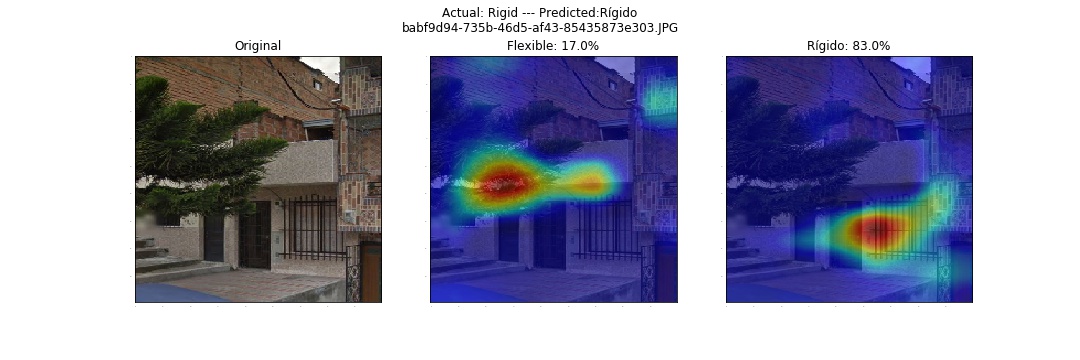 Actual: Rigid --- Predicted:Rígido
babf9d94-735b-46d5-af43-85435873e303.JPG
Original
Flexible: 17.0%
Rígido: 83.0%